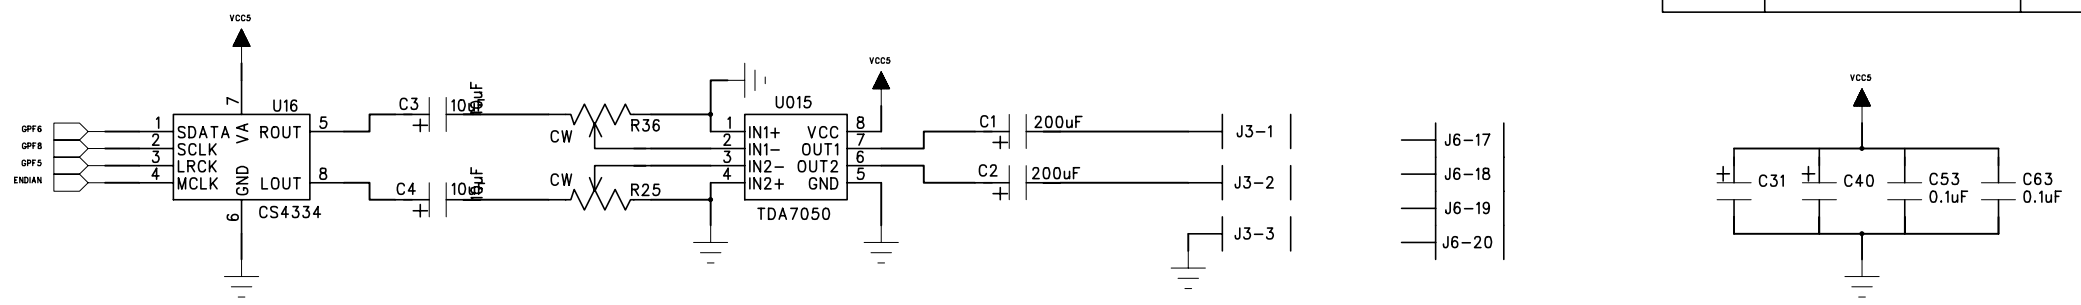 VCC5
7
U16
GPF6
1
SDATA
VA
ROUT
5
GPF8
2
SCLK
GPF5
3
LRCK
ENDIAN
4
MCLK
GND
LOUT
8
6
CS4334
C3
+
10uF
10uF
CW
R36
C4
+
10uF
10uF
CW
R25
U015
VCC5
1
IN1+
VCC
8
2
IN1-
OUT1
7
3
IN2-
OUT2
6
4
IN2+
GND
5
TDA7050
C1
+
200uF
J3-1
C2
+
200uF
J3-2
J3-3
J6-17
J6-18
J6-19
J6-20
VCC5
+
C31
+
C40
C53
0.1uF
C63
0.1uF